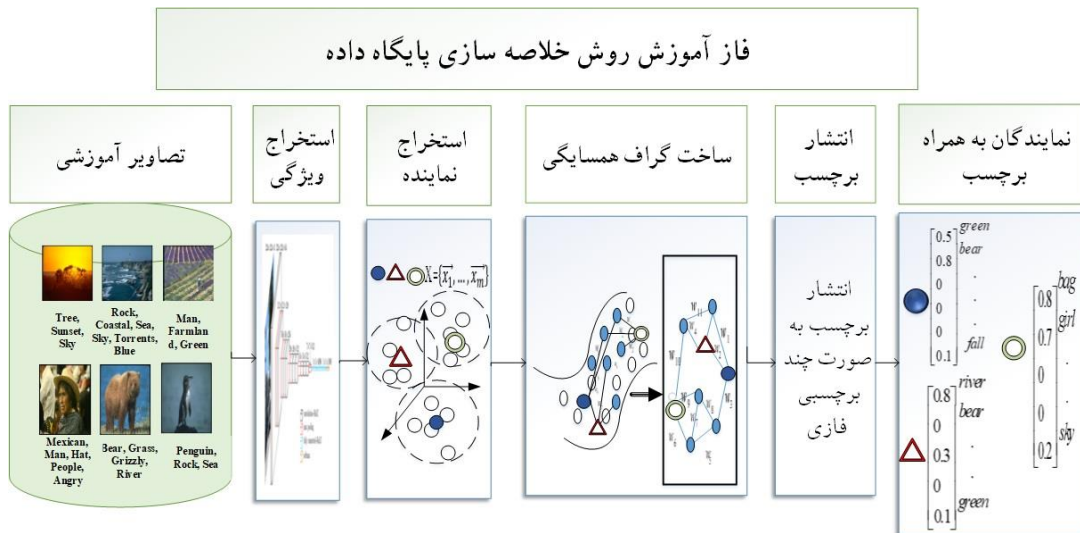 فاز آموزش روش خلاصه سازی پایگاه داده
نمایندگان به همراه
برچسب
انتشار
برچسب
ساخت گراف همسایگی
استخراج
نماینده
استخراج
ویژگی
تصاویر آموزشی
Tree,
Sunset,
Sky
Rock,
Coastal, Sea,
Sky, Torrents,
Blue
Man,
Farmlan
d, Green
Mexican,
Man, Hat,
People,
Angry
Bear, Grass,
Grizzly,
River
Penguin,
Rock, Sea
X={x₁,...,xₘ}
انتشار
برچسب به
صورت چند
برچسبی
فازی
0.5 green
0.8 bear
0 .
0 .
0 .
0.1 fall
0.8 bag
0.7 girl
0 .
0 .
0.2 sky
0.8 river
0 bear
0.3 .
0 .
0.1 green